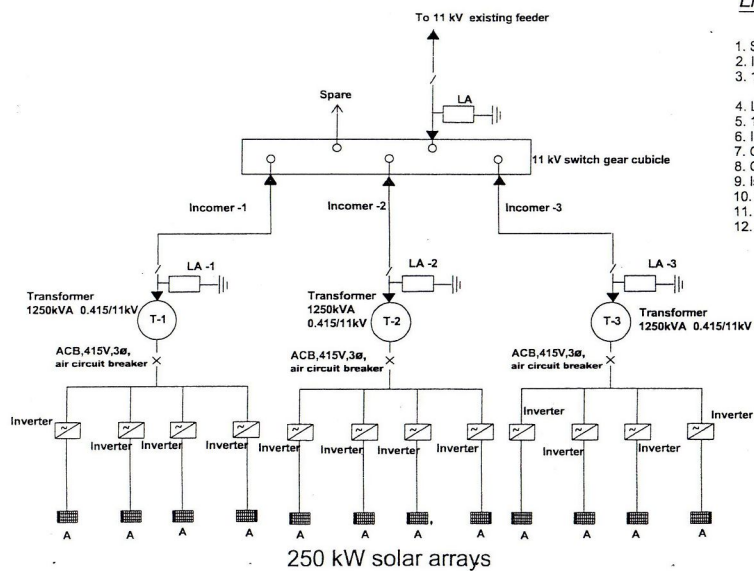 To 11 kV existing feeder
Spare
LA
11 kV switch gear cubicle
Incomer -1
Incomer -2
Incomer -3
LA -1
LA -2
LA -3
Transformer
1250kVA 0.415/11kV
T-1
Transformer
1250kVA
0.415/11kV
T-2
T-3
Transformer
1250kVA 0.415/11kV
ACB,415V,3ø,
air circuit breaker
ACB,415V,3ø,
air circuit breaker
ACB,415V,3ø,
air circuit breaker
Inverter
Inverter
Inverter
Inverter
Inverter
Inverter
Inverter
Inverter
Inverter
Inverter
Inverter
Inverter
A A A A A A A A A A A A
250 kW solar arrays
1.
2.
3.
4.
5.
6.
7.
8.
9.
10.
11.
12.